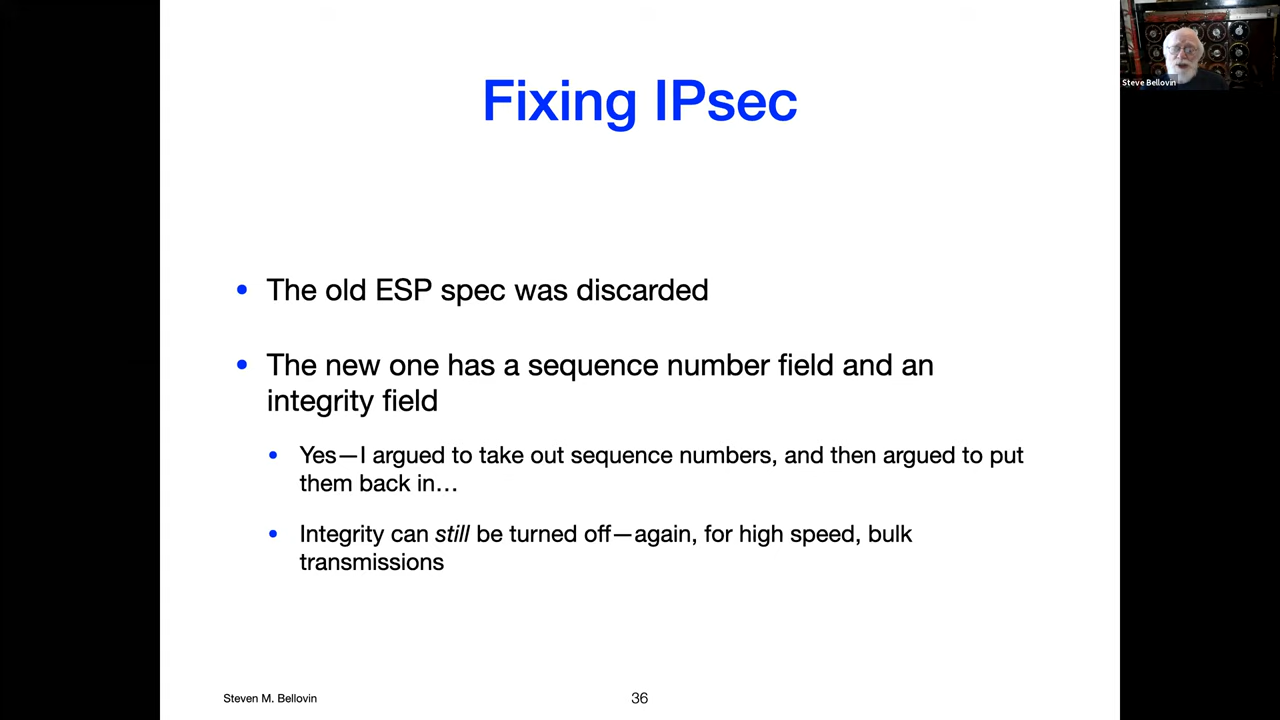 Fixing IPsec
Steve Bellovin
• The old ESP spec was discarded
• The new one has a sequence number field and an
integrity field
• Yes—I argued to take out sequence numbers, and then argued to put
them back in…
• Integrity can still be turned off—again, for high speed, bulk
transmissions
Steven M. Bellovin
36